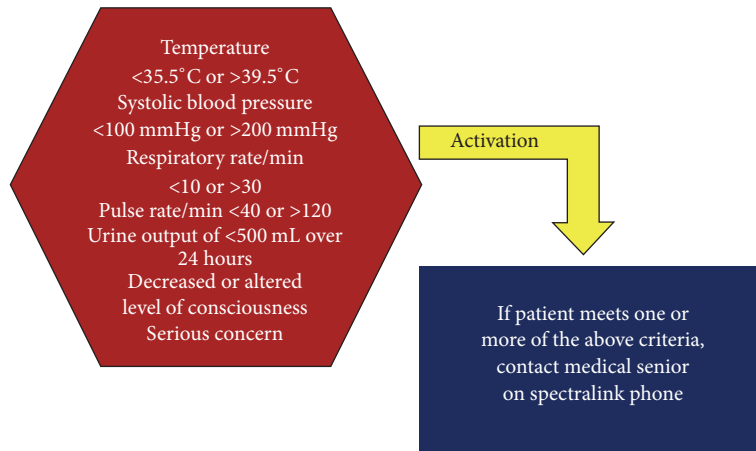 Temperature
<35.5°C or >39.5°C
Systolic blood pressure
<100 mmHg or >200 mmHg
Respiratory rate/min
<10 or >30
Pulse rate/min <40 or >120
Urine output of <500 mL over
24 hours
Decreased or altered
level of consciousness
Serious concern
Activation
If patient meets one or
more of the above criteria,
contact medical senior
on spectralink phone